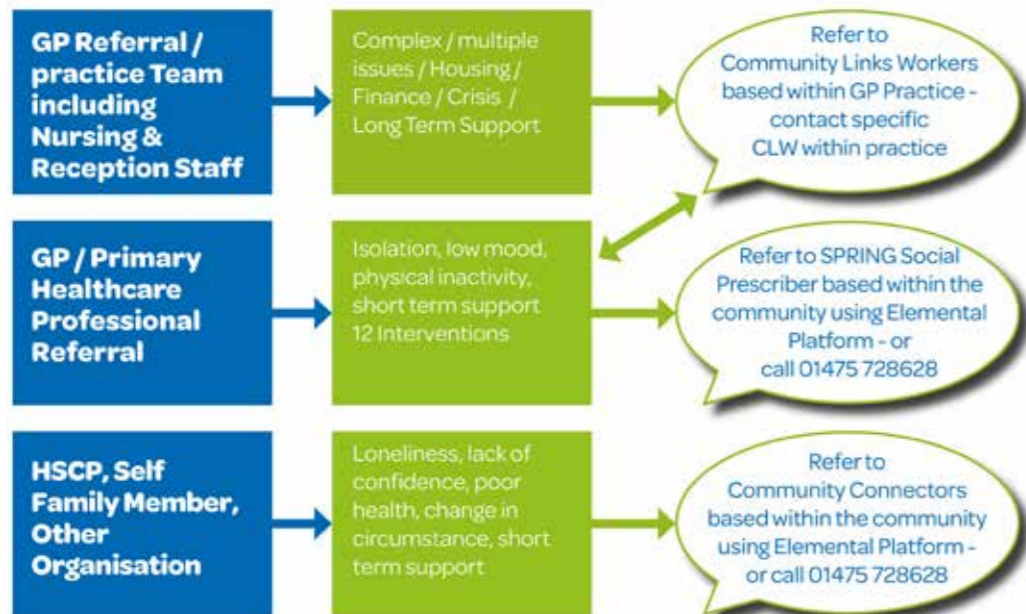 GP Referral /
practice Team
including
Nursing &
Reception Staff
Complex / multiple
issues / Housing /
Finance / Crisis /
Long Term Support
Refer to
Community Links Workers
based within GP Practice -
contact specific
CLW within practice
GP / Primary
Healthcare
Professional
Referral
Isolation, low mood,
physical inactivity,
short term support
12 Interventions
Refer to SPRING Social
Prescriber based within the
community using Elemental
Platform - or
call 01475 728628
HSCP, Self
Family Member,
Other
Organisation
Loneliness, lack of
confidence, poor
health, change in
circumstance, short
term support
Refer to
Community Connectors
based within the community
using Elemental Platform -
or call 01475 728628